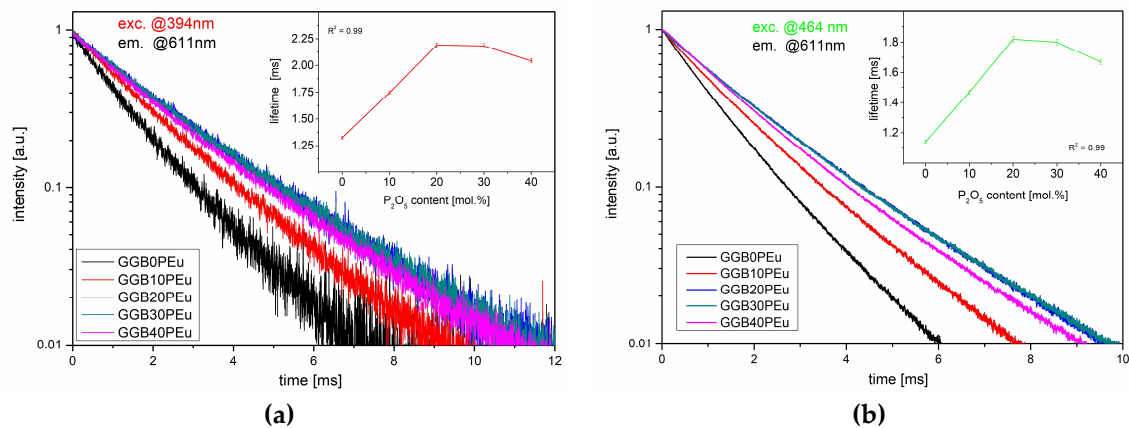 exc. @394nm
em. @611nm
R² = 0.99
2.25
2.00
1.75
1.50
1.25
lifetime [ms]
0 10 20 30 40
P₂O₅ content [mol.%]
1
0.1
0.01
intensity [a.u.]
GGB0PEu
GGB10PEu
GGB20PEu
GGB30PEu
GGB40PEu
0 2 4 6 8 10 12
time [ms]
(a)
exc. @464 nm
em. @611nm
1.8
1.6
1.4
1.2
lifetime [ms]
R² = 0.99
0 10 20 30 40
P₂O₅ content [mol.%]
1
0.1
0.01
intensity [a.u.]
GGB0PEu
GGB10PEu
GGB20PEu
GGB30PEu
GGB40PEu
0 2 4 6 8 10
time [ms]
(b)